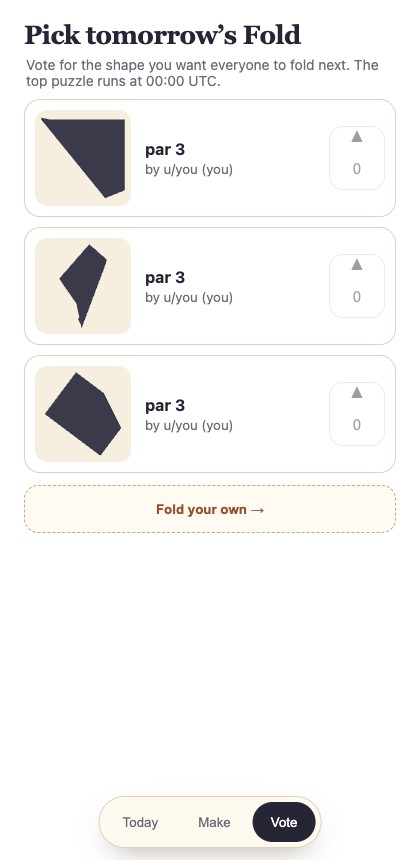 Pick tomorrow’s Fold
Vote for the shape you want everyone to fold next. The
top puzzle runs at 00:00 UTC.
par 3
by u/you (you)
▲
0
par 3
by u/you (you)
▲
0
par 3
by u/you (you)
▲
0
Fold your own →
Today
Make
Vote